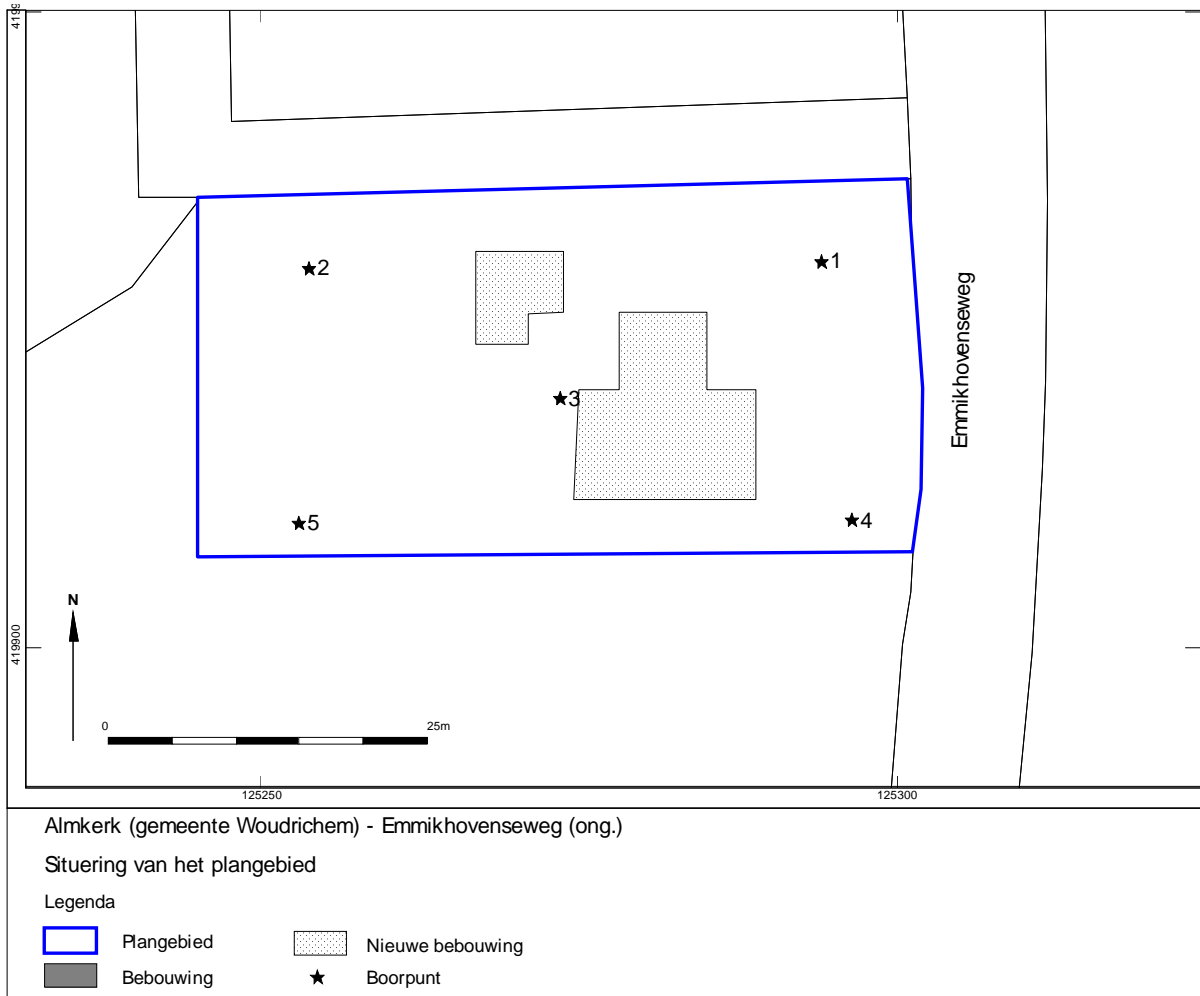 4199
2
1
3
Emmikhovenseweg
5
4
N
419900
0
25m
125250
125300
Almkerk (gemeente Woudrichem) - Emmikhovenseweg (ong.)
Situering van het plangebied
Legenda
Plangebied
Nieuwe bebouwing
Bebouwing
Boorpunt